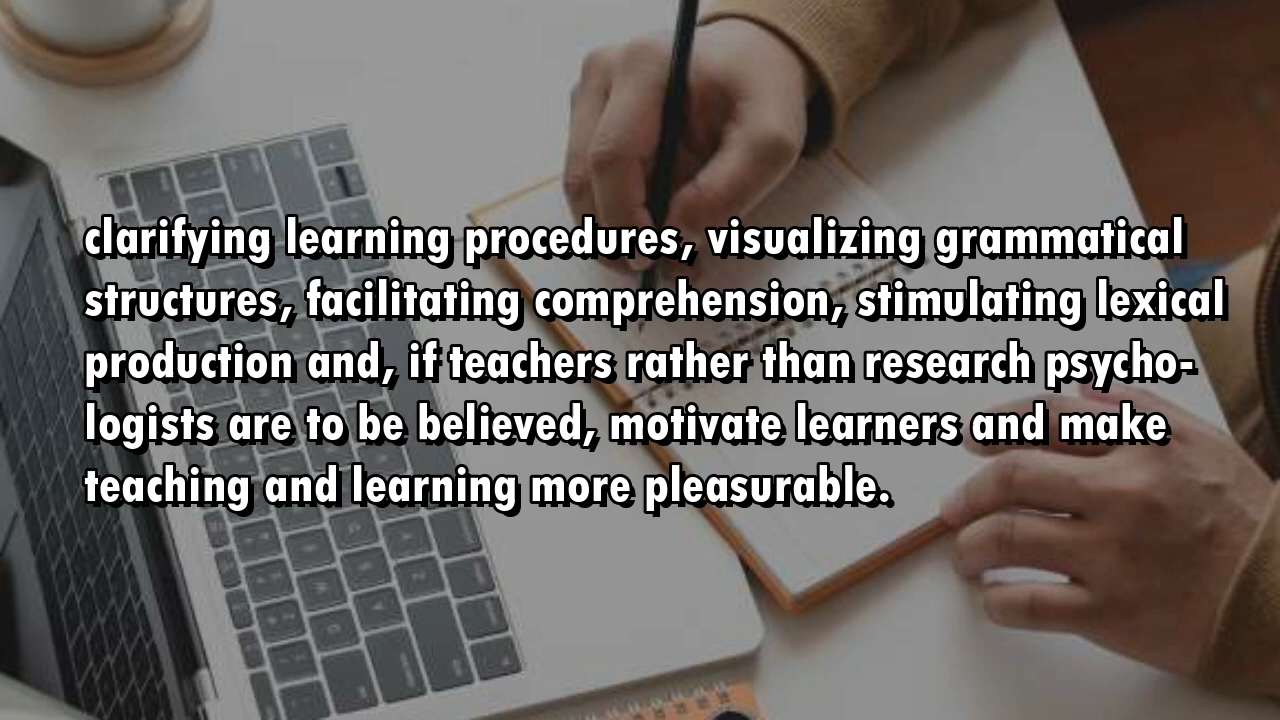 clarifying learning procedures, visualizing grammatical
structures, facilitating comprehension, stimulating lexical
production and, if teachers rather than research psycho-
logists are to be believed, motivate learners and make
teaching and learning more pleasurable.